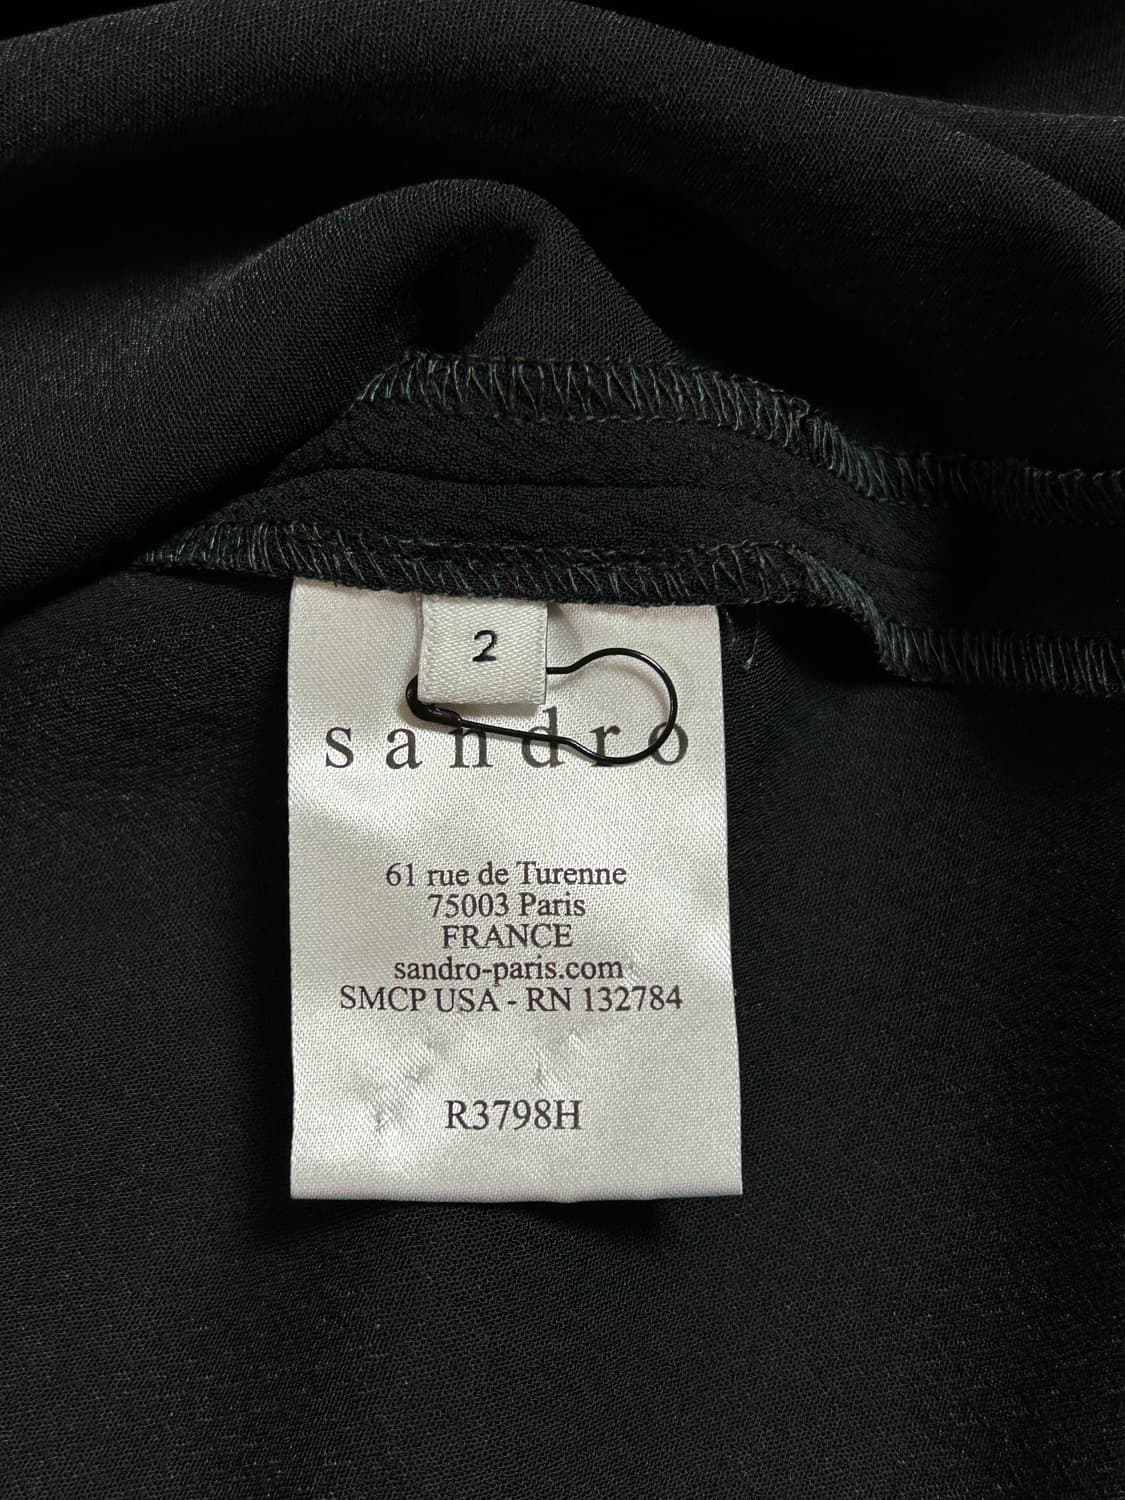 2
sandro
61 rue de Turenne
75003 Paris
FRANCE
sandro-paris.com
SMCP USA - RN 132784
R3798H